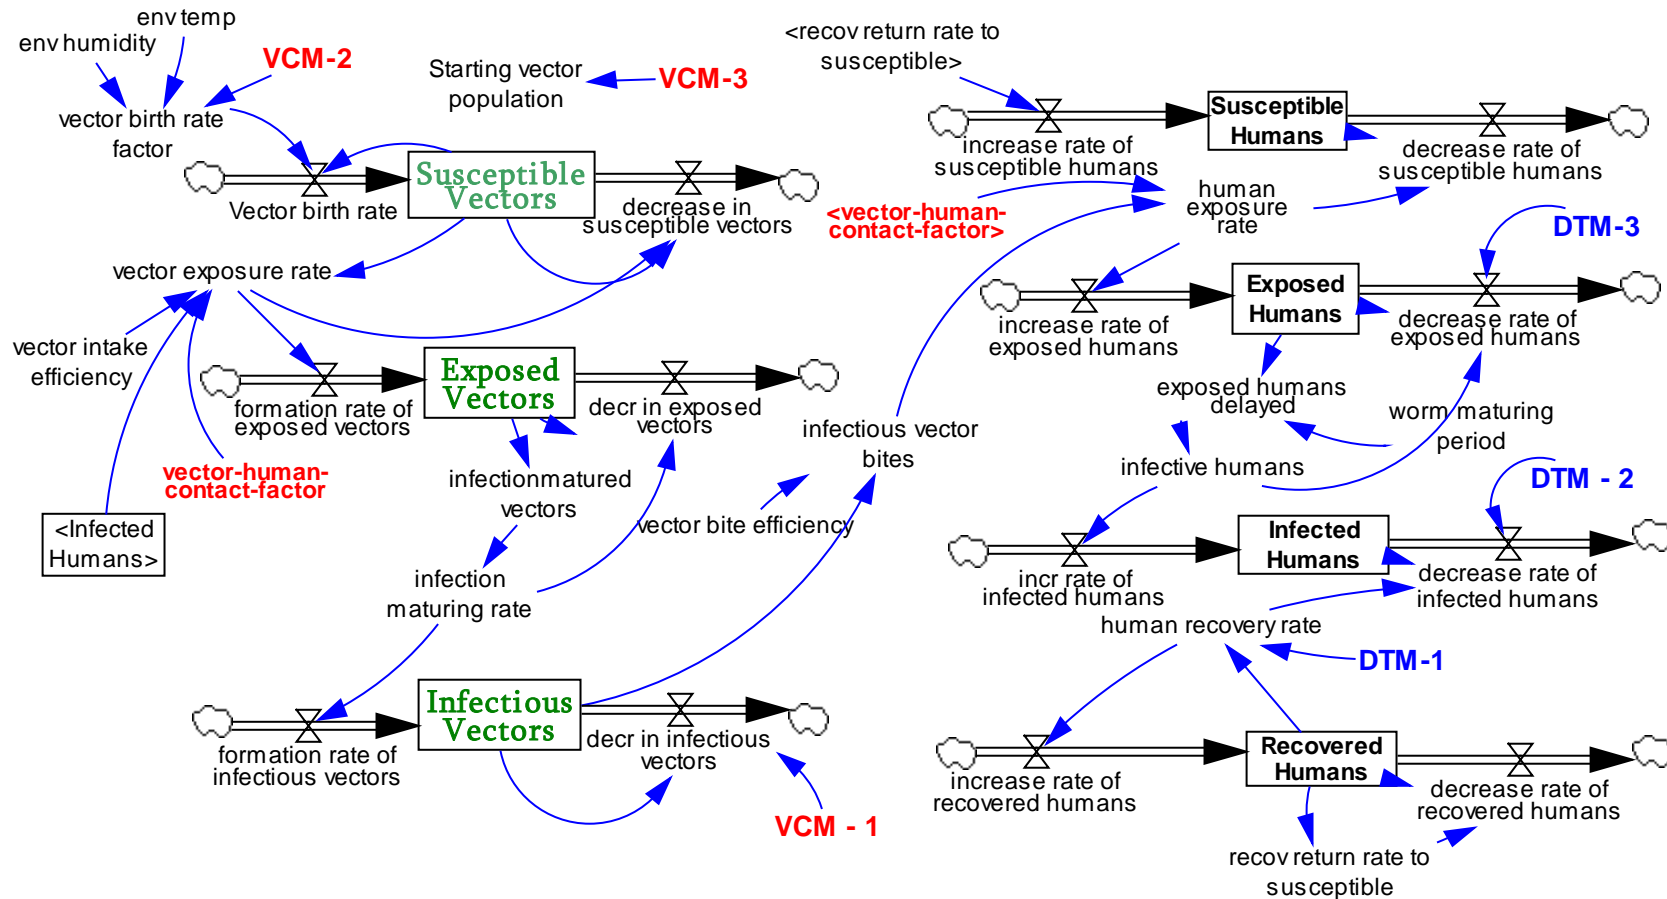 env temp
env humidity
VCM-2
vector birth rate
factor
Starting vector
population
VCM-3
Susceptible
Vectors
Vector birth rate
decrease in
susceptible vectors
vector exposure rate
vector intake
efficiency
Exposed
Vectors
formation rate of
exposed vectors
decr in exposed
vectors
vector-human-
contact-factor
<Infected
Humans>
infectionmatured
vectors
infection
maturing rate
vector bite efficiency
infectious vector
bites
Infectious
Vectors
formation rate of
infectious vectors
decr in infectious
vectors
VCM - 1
<recov return rate to
susceptible>
Susceptible
Humans
increase rate of
susceptible humans
decrease rate of
susceptible humans
<vector-human-
contact-factor>
human
exposure
rate
DTM-3
Exposed
Humans
increase rate of
exposed humans
decrease rate of
exposed humans
exposed humans
delayed
worm maturing
period
infective humans
DTM - 2
Infected
Humans
incr rate of
infected humans
decrease rate of
infected humans
human recovery rate
DTM-1
Recovered
Humans
increase rate of
recovered humans
decrease rate of
recovered humans
recov return rate to
susceptible